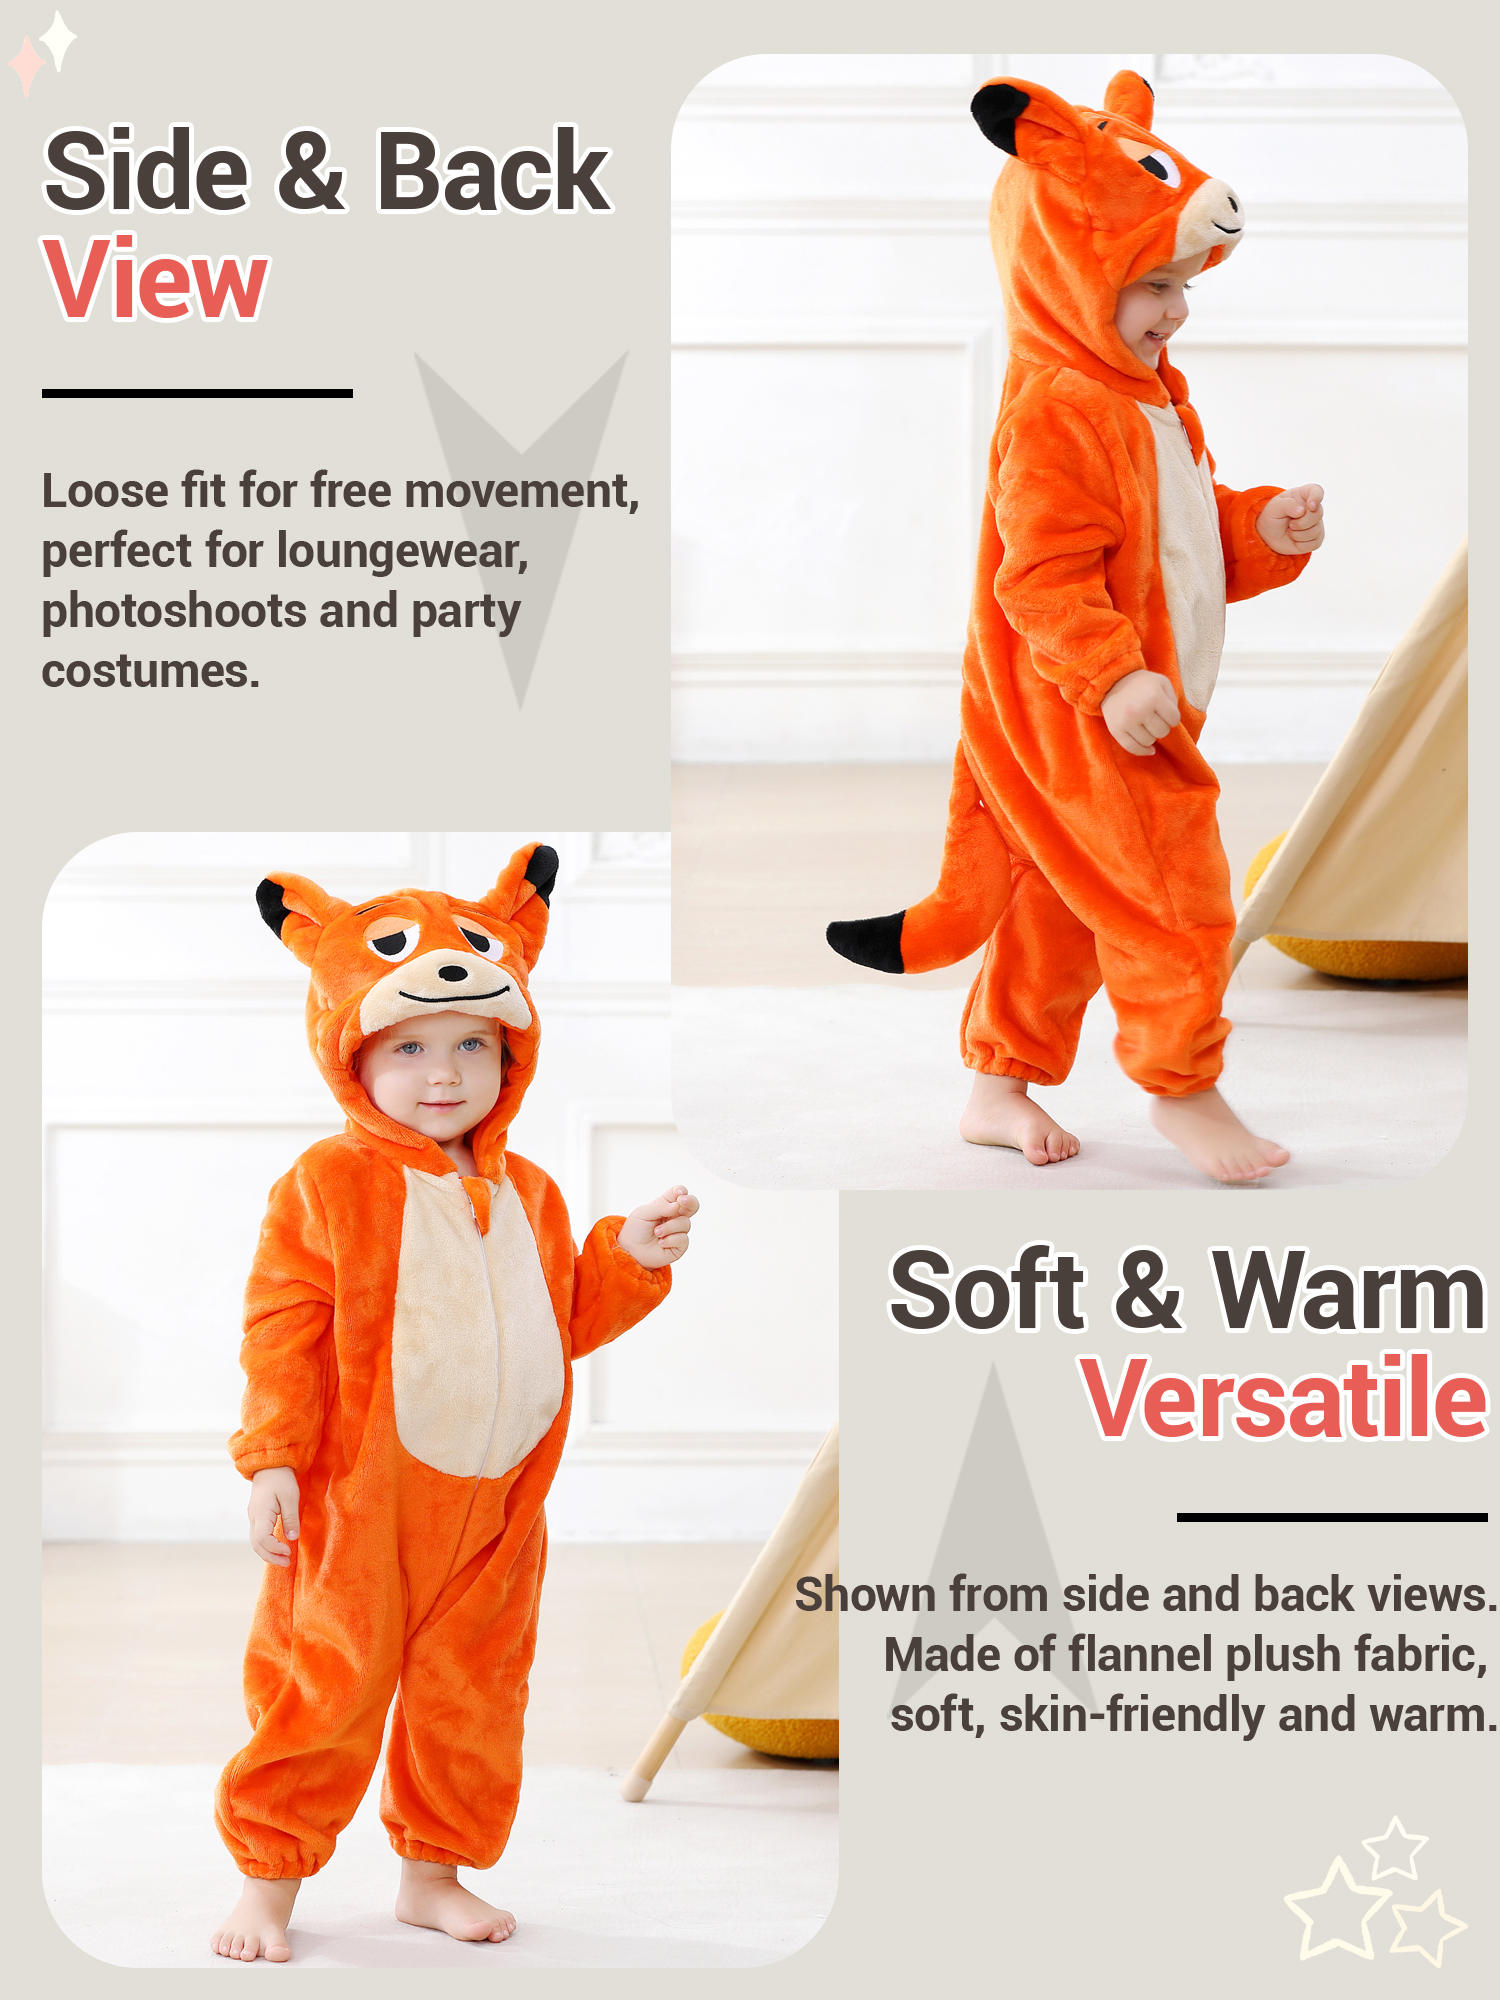 Side & Back
View
Loose fit for free movement,
perfect for loungewear,
photoshoots and party
costumes.
Soft & Warm
Versatile
Shown from side and back views.
Made of flannel plush fabric,
soft, skin-friendly and warm.